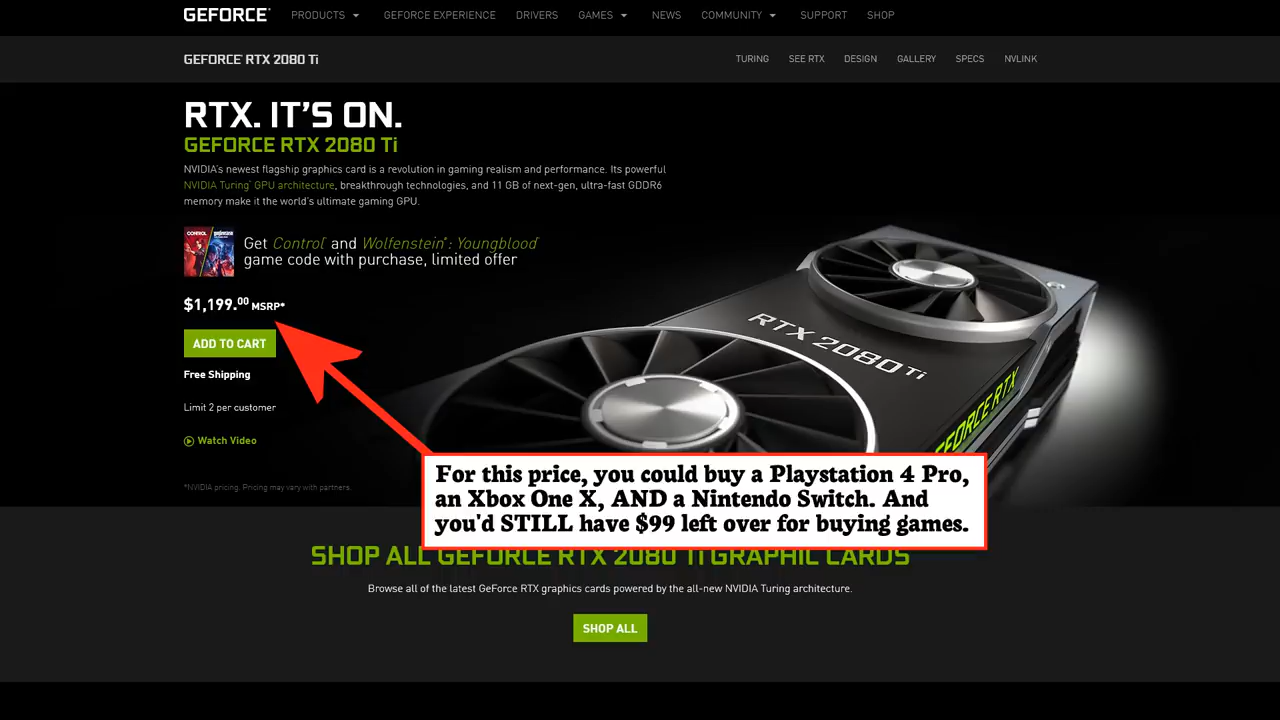 GEFORCE
PRODUCTS GEFORCE EXPERIENCE DRIVERS GAMES NEWS COMMUNITY SUPPORT SHOP
GEFORCE® RTX 2080 Ti
TURING SEE RTX DESIGN GALLERY SPECS NVLINK
RTX. IT'S ON.
GEFORCE RTX 2080 Ti
NVIDIA's newest flagship graphics card is a revolution in gaming realism and performance. Its powerful
NVIDIA Turing™ GPU architecture, breakthrough technologies, and 11 GB of next-gen, ultra-fast GDDR6
memory make it the world's ultimate gaming GPU.
CONTROL
Get Control and Wolfenstein®: Youngblood
game code with purchase, limited offer
$1,199.00 MSRP*
ADD TO CART
Free Shipping
Limit 2 per customer
Watch Video
*NVIDIA pricing. Pricing may vary with partners.
RTX 2080 Ti
GEFORCE RTX
For this price, you could buy a Playstation 4 Pro,
an Xbox One X, AND a Nintendo Switch. And
you'd STILL have $99 left over for buying games.
SHOP ALL GEFORCE RTX 2080 Ti GRAPHIC CARDS
Browse all of the latest GeForce RTX graphics cards powered by the all-new NVIDIA Turing architecture.
SHOP ALL